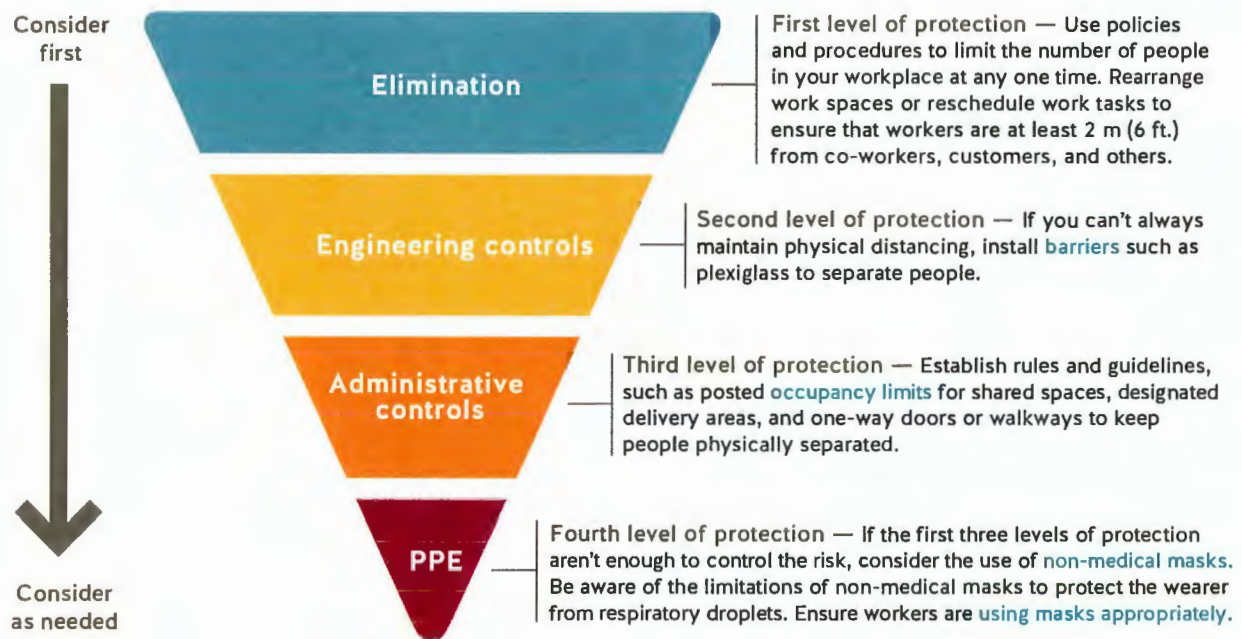 Consider
first
Elimination
First level of protection — Use policies
and procedures to limit the number of people
in your workplace at any one time. Rearrange
work spaces or reschedule work tasks to
ensure that workers are at least 2 m (6 ft.)
from co-workers, customers, and others.
Engineering controls
Second level of protection — If you can't always
maintain physical distancing, install barriers such as
plexiglass to separate people.
Administrative
controls
Third level of protection — Establish rules and guidelines,
such as posted occupancy limits for shared spaces, designated
delivery areas, and one-way doors or walkways to keep
people physically separated.
PPE
Fourth level of protection — If the first three levels of protection
aren't enough to control the risk, consider the use of non-medical masks.
Be aware of the limitations of non-medical masks to protect the wearer
from respiratory droplets. Ensure workers are using masks appropriately.
Consider
as needed